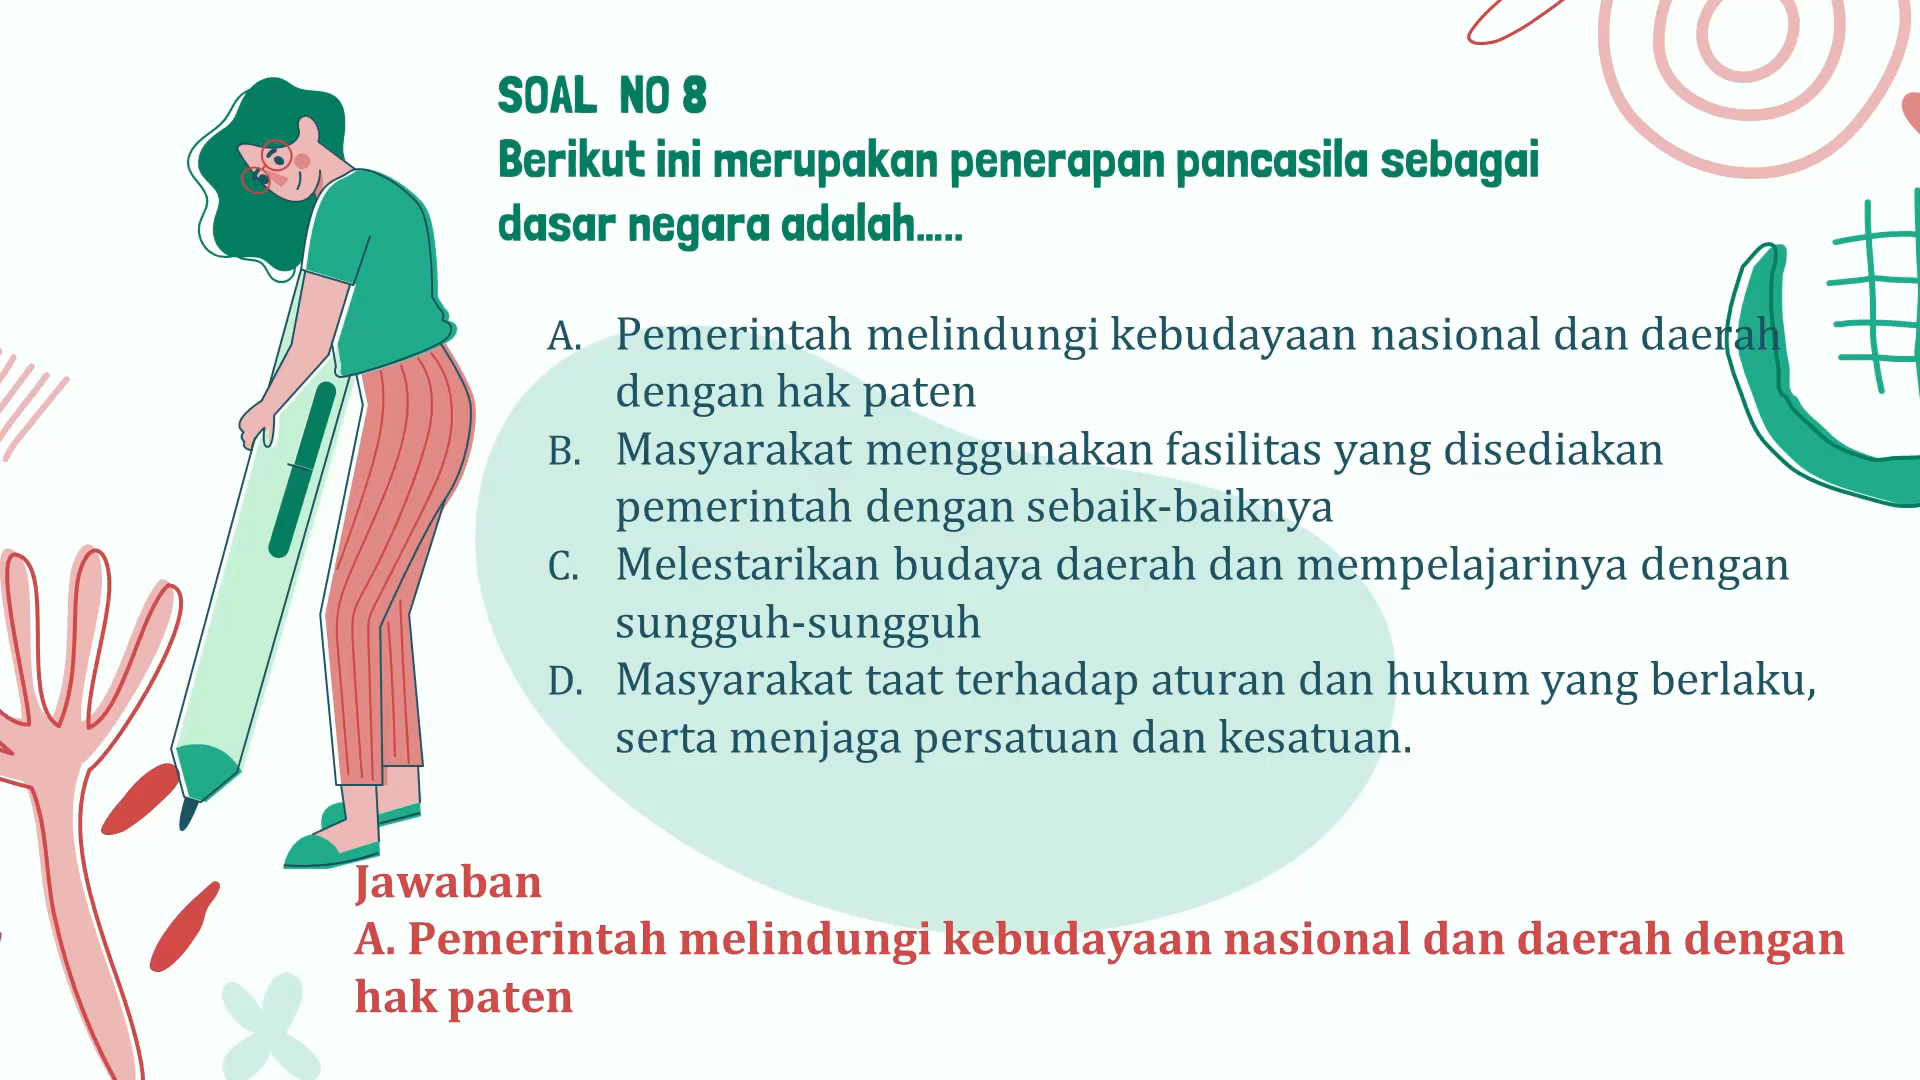 SOAL NO 8
Berikut ini merupakan penerapan pancasila sebagai
dasar negara adalah.....
A. Pemerintah melindungi kebudayaan nasional dan daerah
dengan hak paten
B. Masyarakat menggunakan fasilitas yang disediakan
pemerintah dengan sebaik-baiknya
C. Melestarikan budaya daerah dan mempelajarinya dengan
sungguh-sungguh
D. Masyarakat taat terhadap aturan dan hukum yang berlaku,
serta menjaga persatuan dan kesatuan.
Jawaban
A. Pemerintah melindungi kebudayaan nasional dan daerah dengan
hak paten